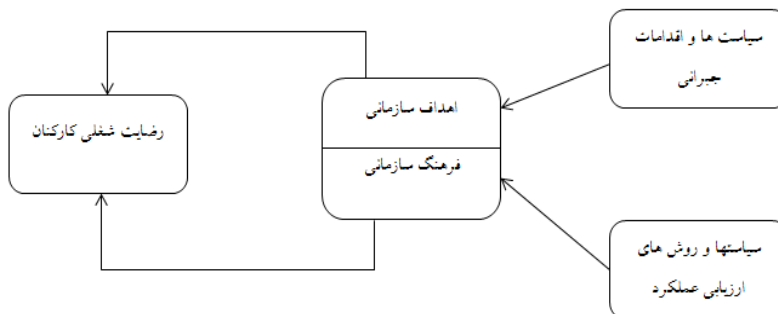 سیاست ها و اقدامات
جبرانی
اهداف سازمانی
رضایت شغلی کارکنان
فرهنگ سازمانی
سیاستها و روش های
ارزیابی عملکرد